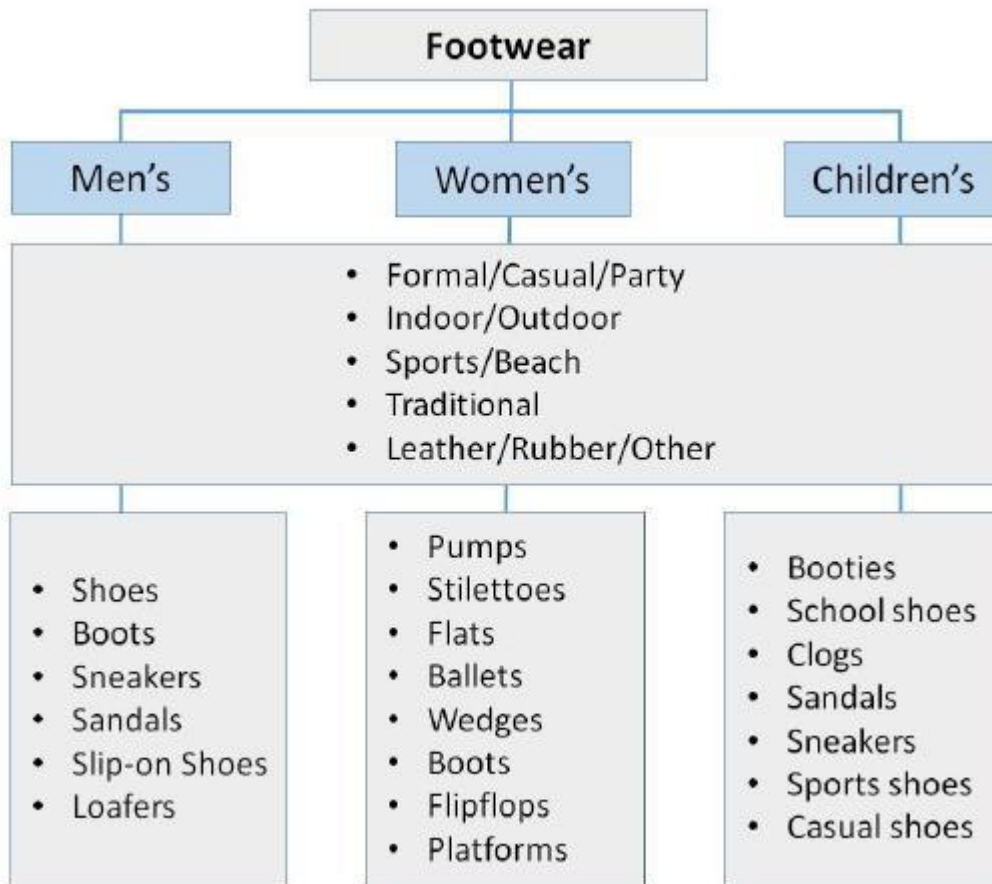 Footwear
Men's
Women's
Children's
• Formal/Casual/Party
• Indoor/Outdoor
• Sports/Beach
• Traditional
• Leather/Rubber/Other
• Shoes
• Boots
• Sneakers
• Sandals
• Slip-on Shoes
• Loafers
• Pumps
• Stilettoes
• Flats
• Ballets
• Wedges
• Boots
• Flipflops
• Platforms
• Booties
• School shoes
• Clogs
• Sandals
• Sneakers
• Sports shoes
• Casual shoes